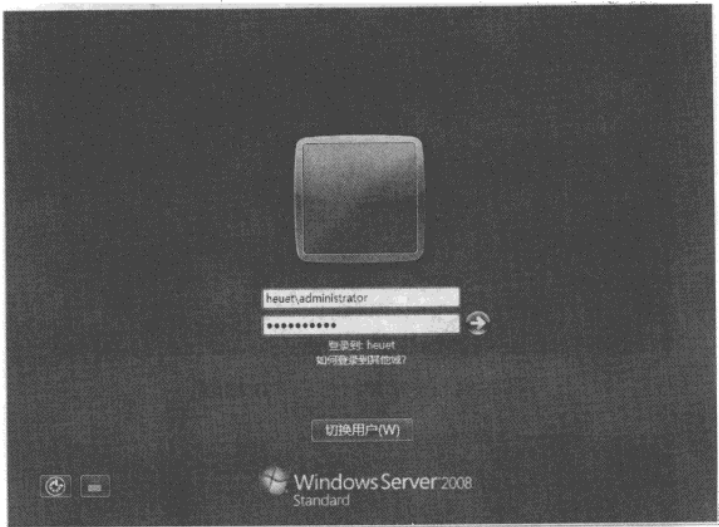 heuet\administrator
••••••••••
登录到: heuet
如何登录到其他域?
切换用户(W)
Windows Server 2008
Standard